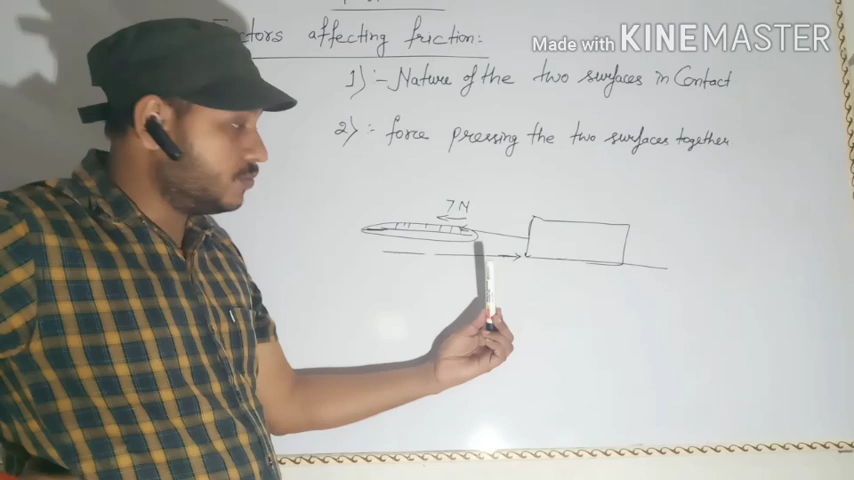 Made with KINEMASTER
ctors affecting friction:
1) :- Nature of the two surfaces in Contact
2) :- force pressing the two surfaces together
7N